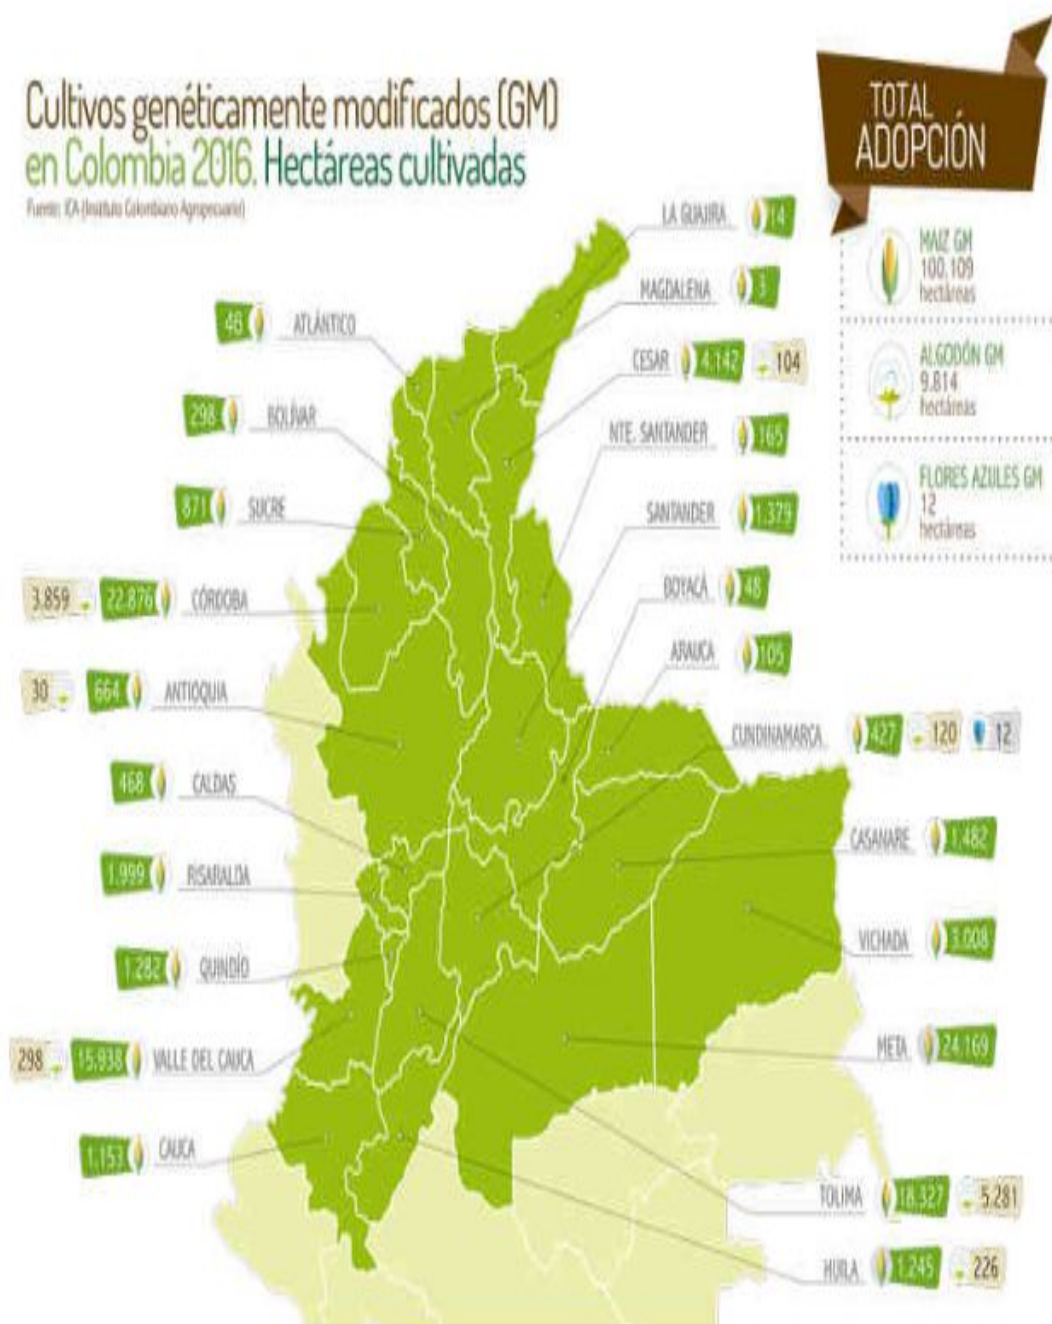 Cultivos genéticamente modificados (GM)
en Colombia 2016. Hectáreas cultivadas
Fuente: ICA (Instituto Colombiano Agropecuario)
TOTAL
ADOPCIÓN
MAIZ GM
100.109
hectáreas
ALGODÓN GM
9.814
hectáreas
FLORES AZULES GM
12
hectáreas
LA GUAJIRA 14
MAGDALENA 3
CESAR 4.142 104
NTE. SANTANDER 165
SANTANDER 1.379
BOYACÁ 48
ARAUCA 105
CUNDINAMARCA 427 120 12
CASANARE 1.482
VICHADA 3.008
META 24.169
TOLIMA 18.327 5.281
HUILA 1.245 226
ATLÁNTICO
298 BOLÍVAR
871 SUCRE
3.859 22.876 CÓRDOBA
30 664 ANTIOQUIA
468 CALDAS
1.999 RISARALDA
1.282 QUINDÍO
298 15.938 VALLE DEL CAUCA
1.153 CAUCA